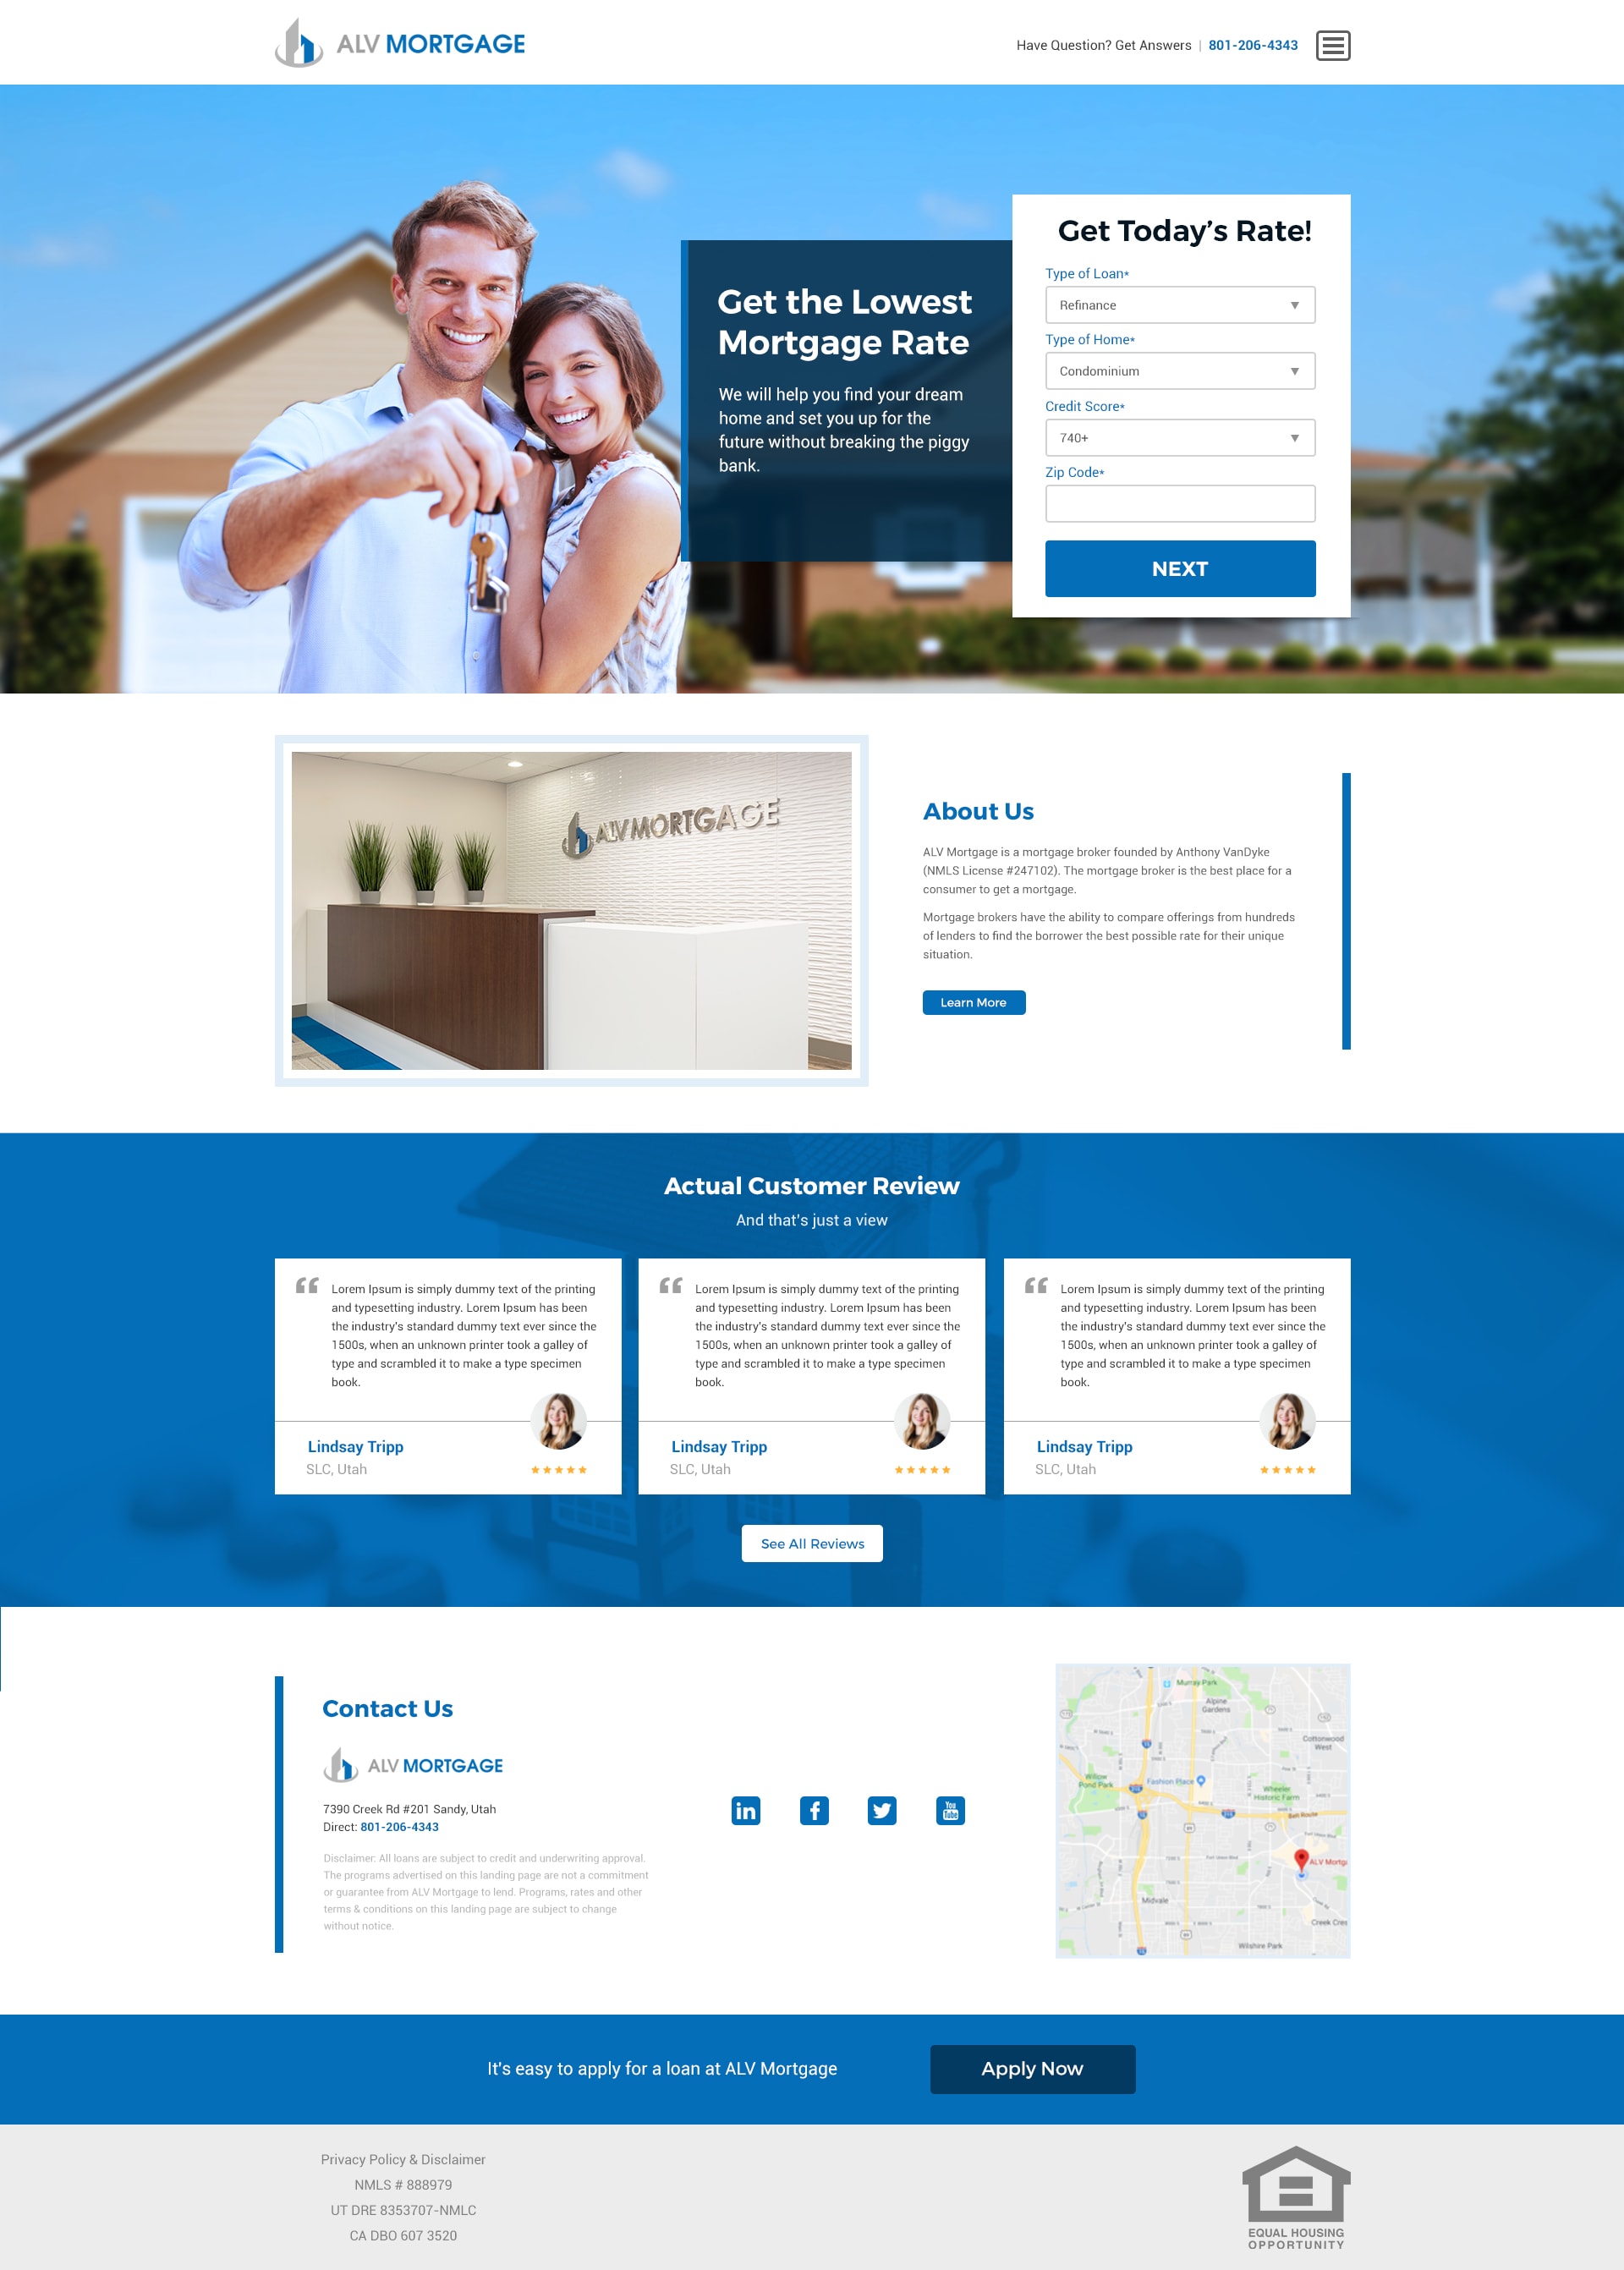 ALV MORTGAGE
Have Question? Get Answers | 801-206-4343
Get the Lowest
Mortgage Rate
We will help you find your dream
home and set you up for the
future without breaking the piggy
bank.
Get Today's Rate!
Type of Loan*
Refinance
Type of Home*
Condominium
Credit Score*
740+
Zip Code*
NEXT
ALV MORTGAGE
About Us
ALV Mortgage is a mortgage broker founded by Anthony VanDyke
(NMLS License #247102). The mortgage broker is the best place for a
consumer to get a mortgage.
Mortgage brokers have the ability to compare offerings from hundreds
of lenders to find the borrower the best possible rate for their unique
situation.
Learn More
Actual Customer Review
And that's just a view
Lorem Ipsum is simply dummy text of the printing
and typesetting industry. Lorem Ipsum has been
the industry's standard dummy text ever since the
1500s, when an unknown printer took a galley of
type and scrambled it to make a type specimen
book.
Lindsay Tripp
SLC, Utah
Lorem Ipsum is simply dummy text of the printing
and typesetting industry. Lorem Ipsum has been
the industry's standard dummy text ever since the
1500s, when an unknown printer took a galley of
type and scrambled it to make a type specimen
book.
Lindsay Tripp
SLC, Utah
Lorem Ipsum is simply dummy text of the printing
and typesetting industry. Lorem Ipsum has been
the industry's standard dummy text ever since the
1500s, when an unknown printer took a galley of
type and scrambled it to make a type specimen
book.
Lindsay Tripp
SLC, Utah
See All Reviews
Contact Us
ALV MORTGAGE
7390 Creek Rd #201 Sandy, Utah
Direct: 801-206-4343
Disclaimer: All loans are subject to credit and underwriting approval.
The programs advertised on this landing page are not a commitment
or guarantee from ALV Mortgage to lend. Programs, rates and other
terms & conditions on this landing page are subject to change
without notice.
in
f
You
Tube
Murray Park
Alpine
Gardens
Cottonwood
West
Willow
Pond Park
Fashion Place
Wheeler
Historic Farm
Belt Route
ALV Mortg
Midvale
Creek Cres
Wilshire Park
It's easy to apply for a loan at ALV Mortgage
Apply Now
Privacy Policy & Disclaimer
NMLS # 888979
UT DRE 8353707-NMLC
CA DBO 607 3520
EQUAL HOUSING
OPPORTUNITY